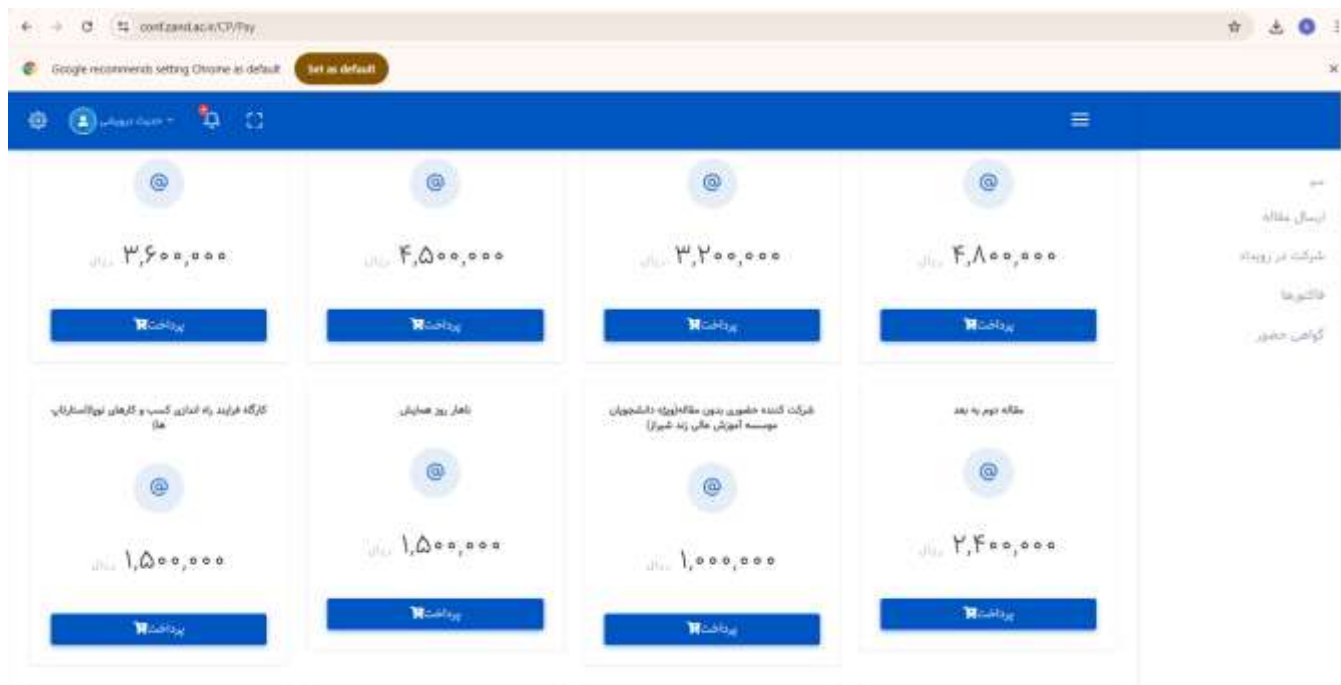 conf.zand.ac.ir/CP/Pay
Google recommends setting Chrome as default
Set as default
منو
ارسال مقاله
شرکت در رویداد
فاکتورها
گواهی حضور
۴,۸۰۰,۰۰۰ ریال
۳,۲۰۰,۰۰۰ ریال
۴,۵۰۰,۰۰۰ ریال
۳,۶۰۰,۰۰۰ ریال
پرداخت
پرداخت
پرداخت
پرداخت
مقاله دوم به بعد
۲,۴۰۰,۰۰۰ ریال
پرداخت
شرکت کننده حضوری بدون مقاله(ویژه دانشجویان
موسسه آموزش عالی زند شیراز)
۱,۰۰۰,۰۰۰ ریال
پرداخت
ناهار روز همایش
۱,۵۰۰,۰۰۰ ریال
پرداخت
کارگاه فرایند راه اندازی کسب و کارهای نوپا(استارتاپ
ها)
۱,۵۰۰,۰۰۰ ریال
پرداخت